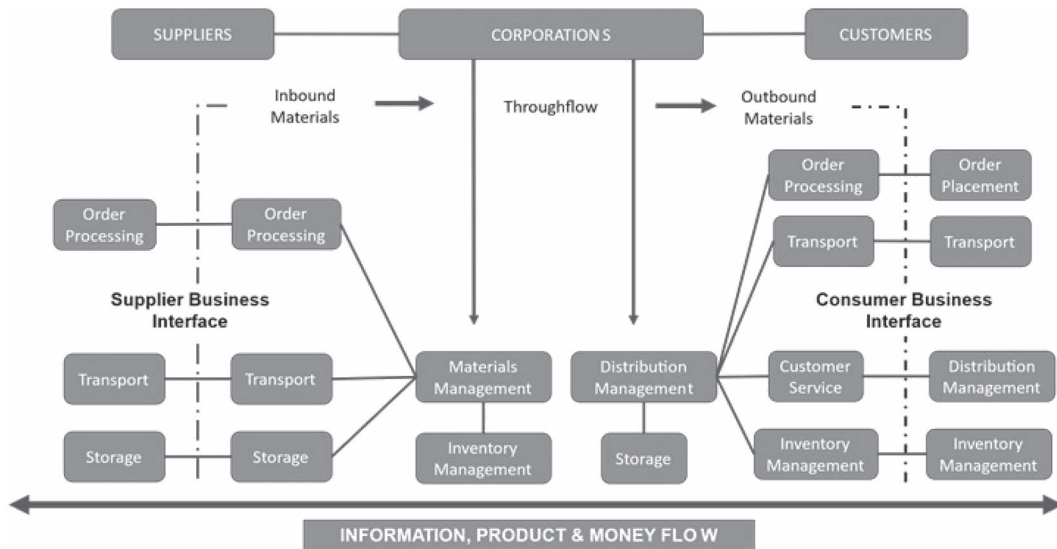 SUPPLIERS
CORPORATION S
CUSTOMERS
Inbound
Materials
Throughflow
Outbound
Materials
Order
Processing
Order
Processing
Order
Processing
Order
Placement
Transport
Transport
Supplier Business
Interface
Consumer Business
Interface
Transport
Transport
Materials
Management
Distribution
Management
Customer
Service
Distribution
Management
Storage
Storage
Inventory
Management
Storage
Inventory
Management
Inventory
Management
INFORMATION, PRODUCT & MONEY FLO W